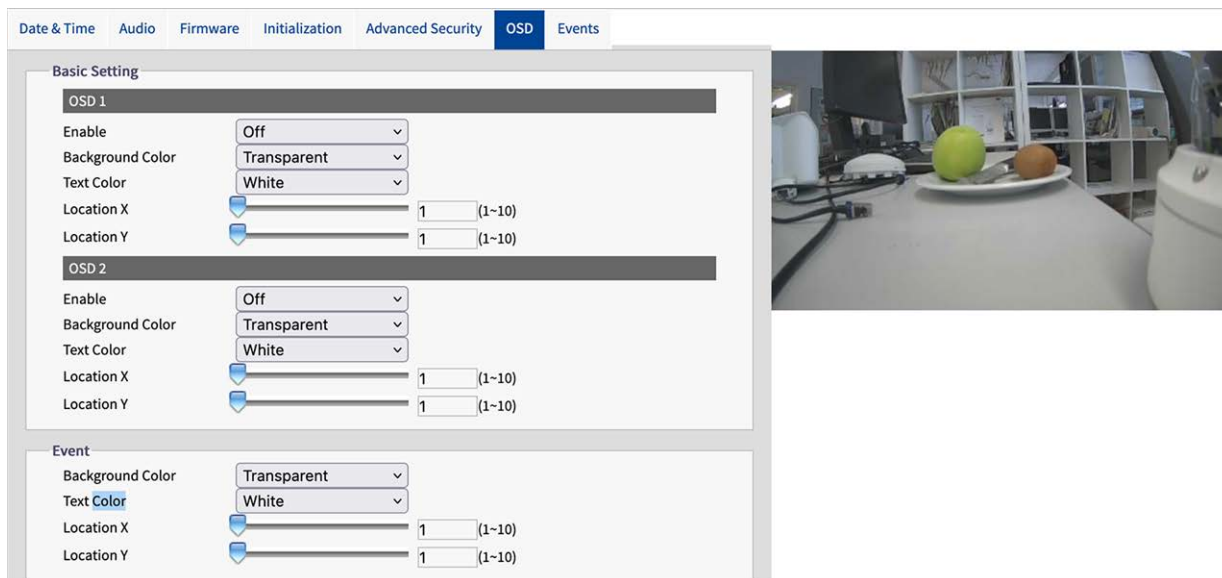 Date & Time Audio Firmware Initialization Advanced Security OSD Events
Basic Setting
OSD 1
Enable Off
Background Color Transparent
Text Color White
Location X 1 (1~10)
Location Y 1 (1~10)
OSD 2
Enable Off
Background Color Transparent
Text Color White
Location X 1 (1~10)
Location Y 1 (1~10)
Event
Background Color Transparent
Text Color White
Location X 1 (1~10)
Location Y 1 (1~10)